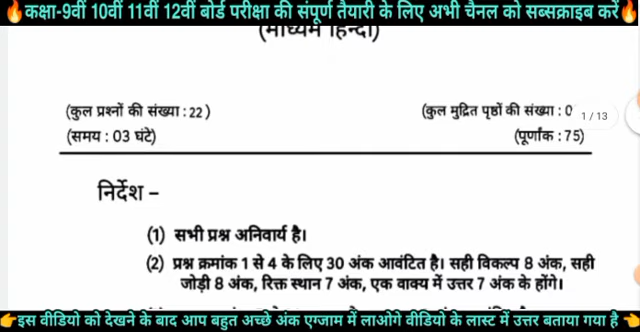 कक्षा-9वीं 10वीं 11वीं 12वीं बोर्ड परीक्षा की संपूर्ण तैयारी के लिए अभी चैनल को सब्सक्राइब करें
(माध्यम हिन्दी)
(कुल प्रश्नों की संख्या : 22 )
(कुल मुद्रित पृष्ठों की संख्या : 0
1 / 13
(समय : 03 घंटे)
(पूर्णांक : 75)
निर्देश –
(1) सभी प्रश्न अनिवार्य है।
(2) प्रश्न क्रमांक 1 से 4 के लिए 30 अंक आवंटित है। सही विकल्प 8 अंक, सही
जोड़ी 8 अंक, रिक्त स्थान 7 अंक, एक वाक्य में उत्तर 7 अंक के होंगे।
इस वीडियो को देखने के बाद आप बहुत अच्छे अंक एग्जाम में लाओगे वीडियो के लास्ट में उत्तर बताया गया है